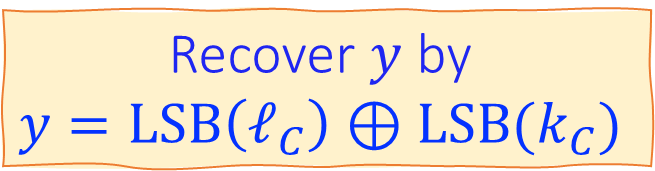 Recover 𝑦 by
𝑦 = LSB(ℓ_C) ⊕ LSB(𝑘_C)